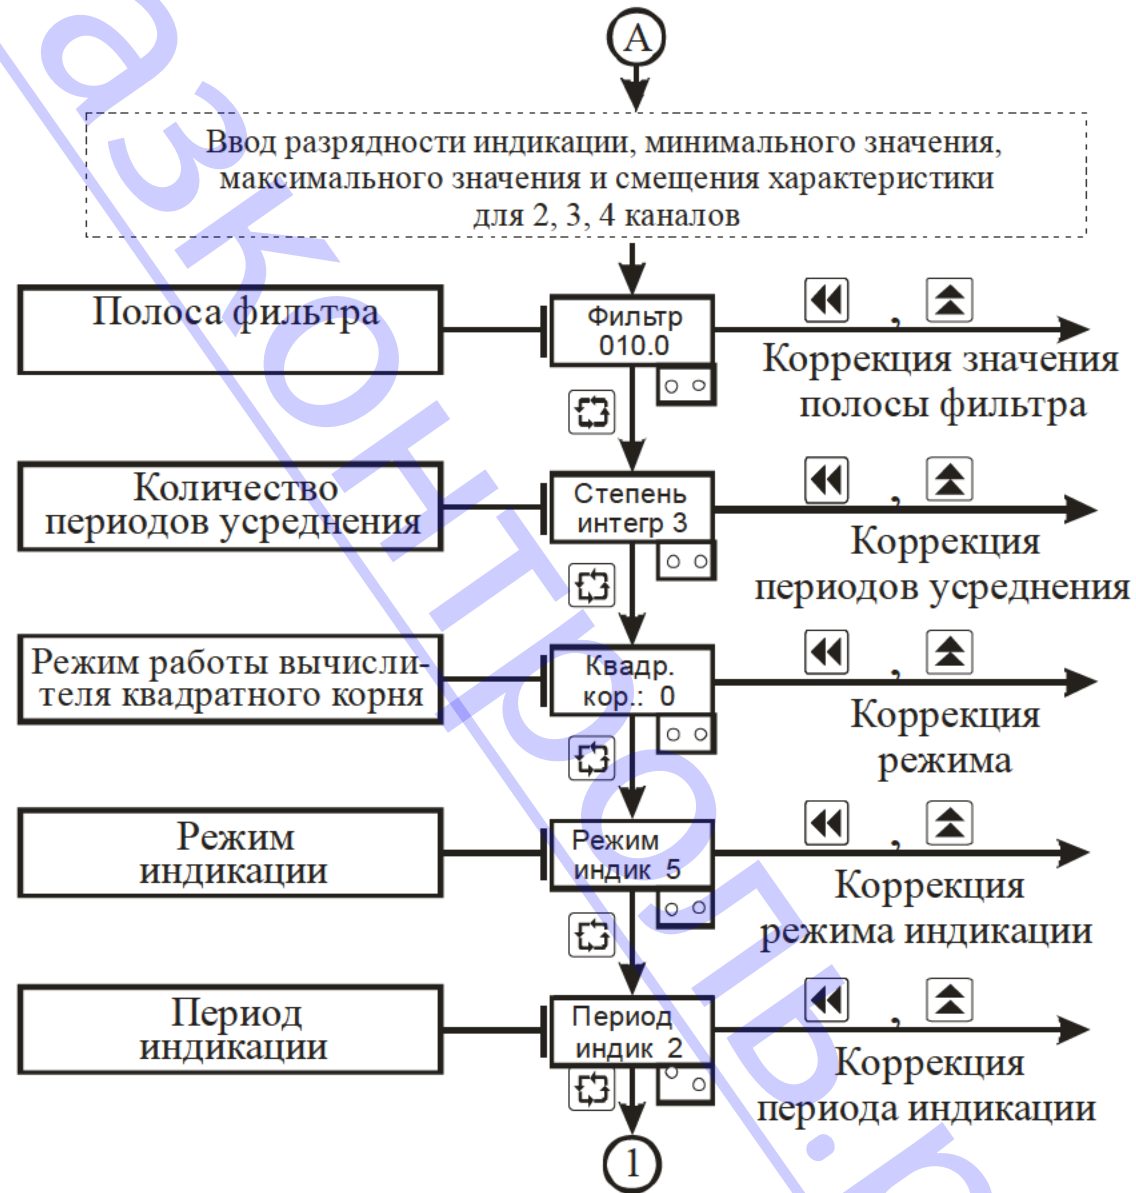 А
Ввод разрядности индикации, минимального значения,
максимального значения и смещения характеристики
для 2, 3, 4 каналов
Полоса фильтра
Фильтр
010.0
,
Коррекция значения
полосы фильтра
Количество
периодов усреднения
Степень
интегр 3
,
Коррекция
периодов усреднения
Режим работы вычисли-
теля квадратного корня
Квадр.
кор.: 0
,
Коррекция
режима
Режим
индикации
Режим
индик 5
,
Коррекция
режима индикации
Период
индикации
Период
индик 2
,
Коррекция
периода индикации
1